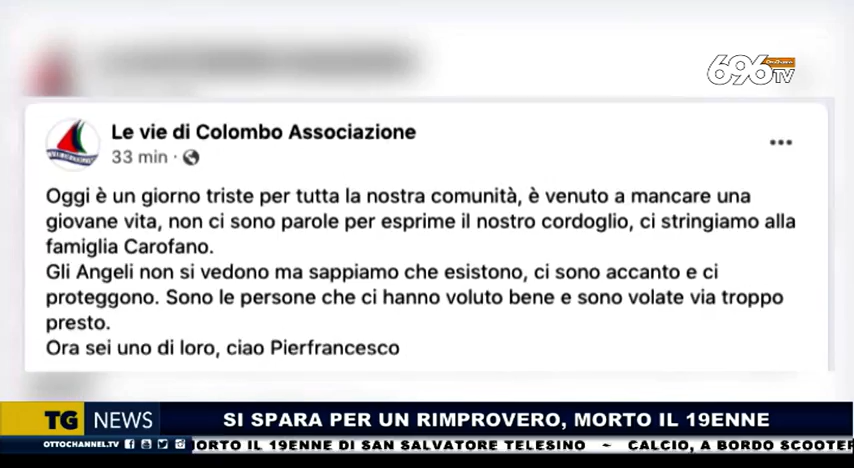 696 TV
Le vie di Colombo Associazione
33 min ·
Oggi è un giorno triste per tutta la nostra comunità, è venuto a mancare una
giovane vita, non ci sono parole per esprime il nostro cordoglio, ci stringiamo alla
famiglia Carofano.
Gli Angeli non si vedono ma sappiamo che esistono, ci sono accanto e ci
proteggono. Sono le persone che ci hanno voluto bene e sono volate via troppo
presto.
Ora sei uno di loro, ciao Pierfrancesco
TG NEWS SI SPARA PER UN RIMPROVERO, MORTO IL 19ENNE
OTTOCHANNEL.TV ORTO IL 19ENNE DI SAN SALVATORE TELESINO ~ CALCIO, A BORDO SCOOTER